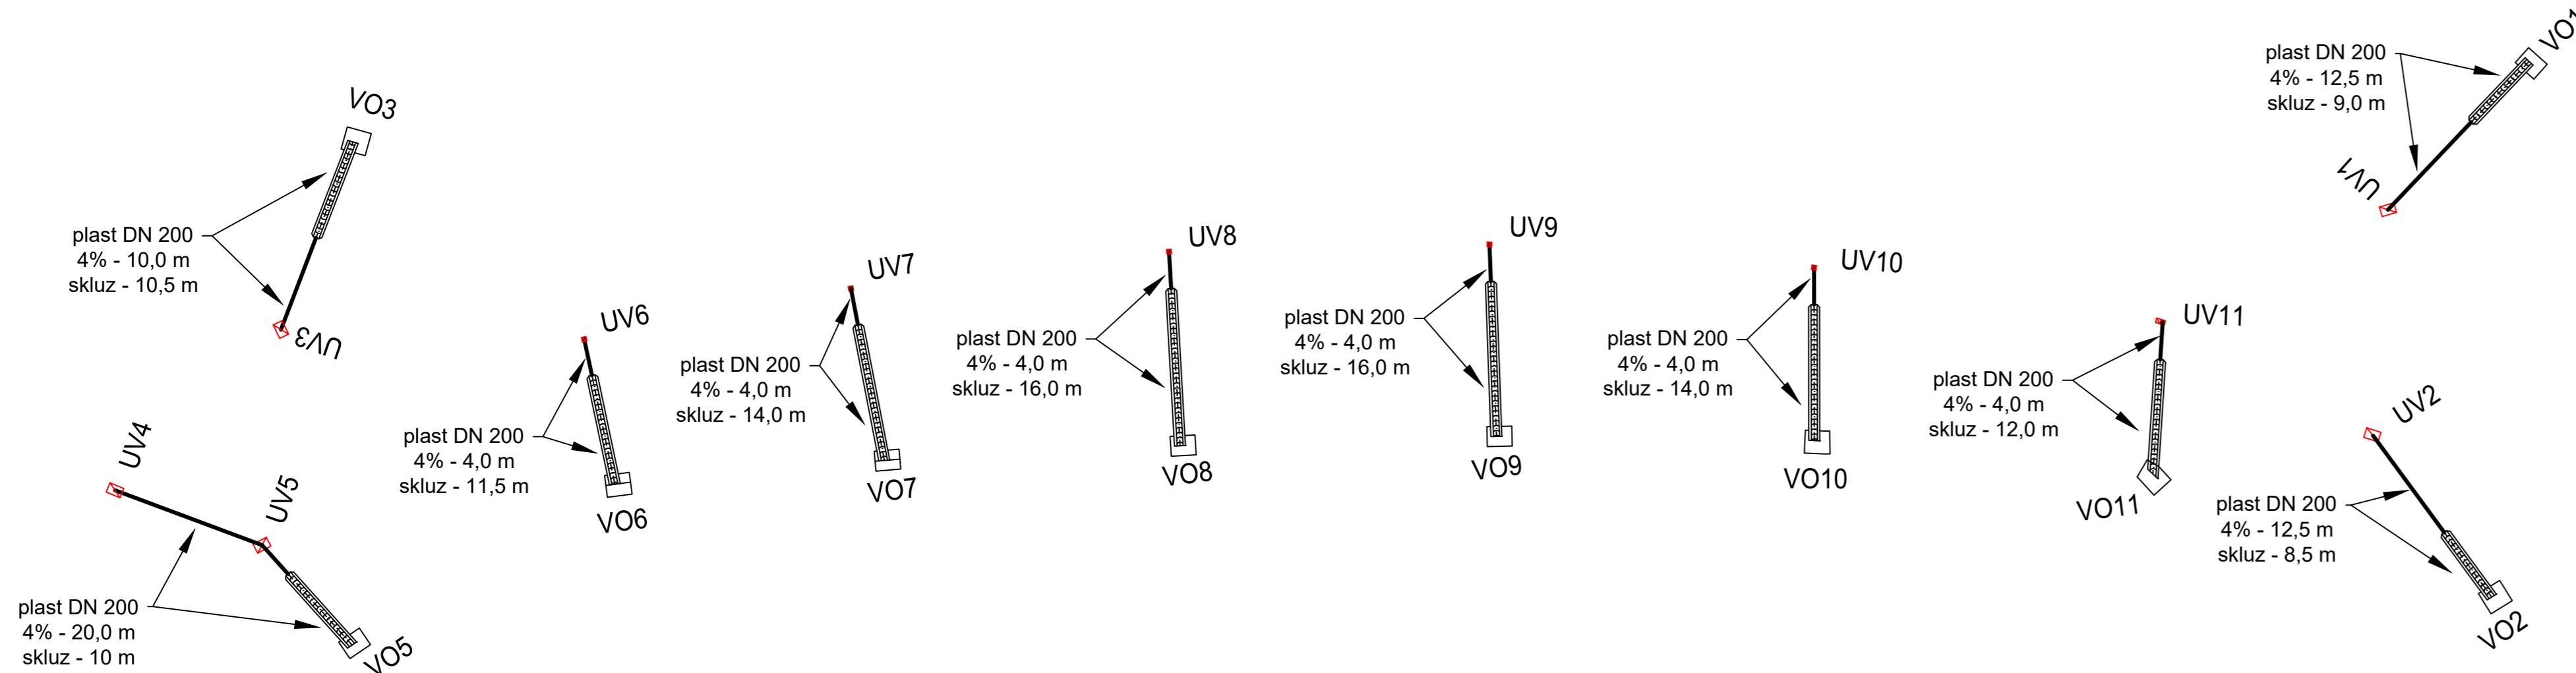 VO3
plast DN 200
4% - 10,0 m
skluz - 10,5 m
UV3
UV4
UV5
plast DN 200
4% - 20,0 m
skluz - 10 m
VO5
UV6
plast DN 200
4% - 4,0 m
skluz - 11,5 m
VO6
UV7
plast DN 200
4% - 4,0 m
skluz - 14,0 m
VO7
UV8
plast DN 200
4% - 4,0 m
skluz - 16,0 m
VO8
UV9
plast DN 200
4% - 4,0 m
skluz - 16,0 m
VO9
UV10
plast DN 200
4% - 4,0 m
skluz - 14,0 m
VO10
UV11
plast DN 200
4% - 4,0 m
skluz - 12,0 m
VO11
VO1
plast DN 200
4% - 12,5 m
skluz - 9,0 m
UV1
UV2
plast DN 200
4% - 12,5 m
skluz - 8,5 m
VO2